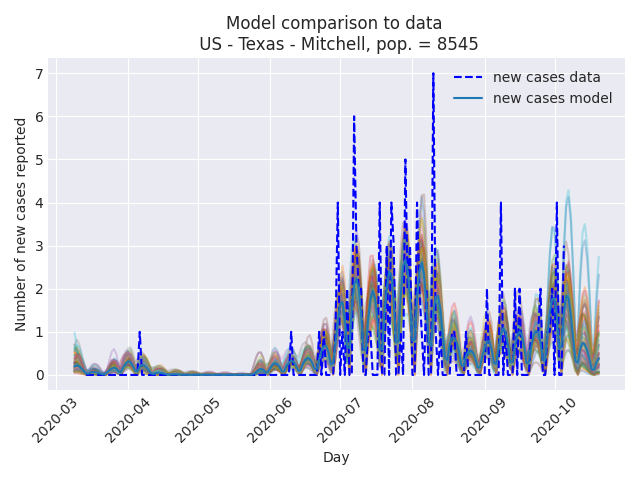 Model comparison to data
US - Texas - Mitchell, pop. = 8545
new cases data
new cases model
Number of new cases reported
7
6
5
4
3
2
1
0
2020-03
2020-04
2020-05
2020-06
2020-07
2020-08
2020-09
2020-10
Day